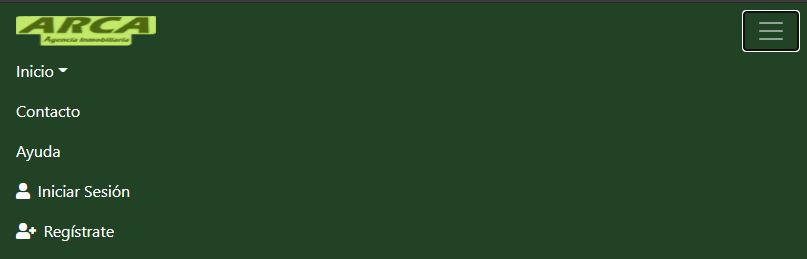 ARCA
Agencia Inmobiliaria
Inicio
Contacto
Ayuda
Iniciar Sesión
Regístrate